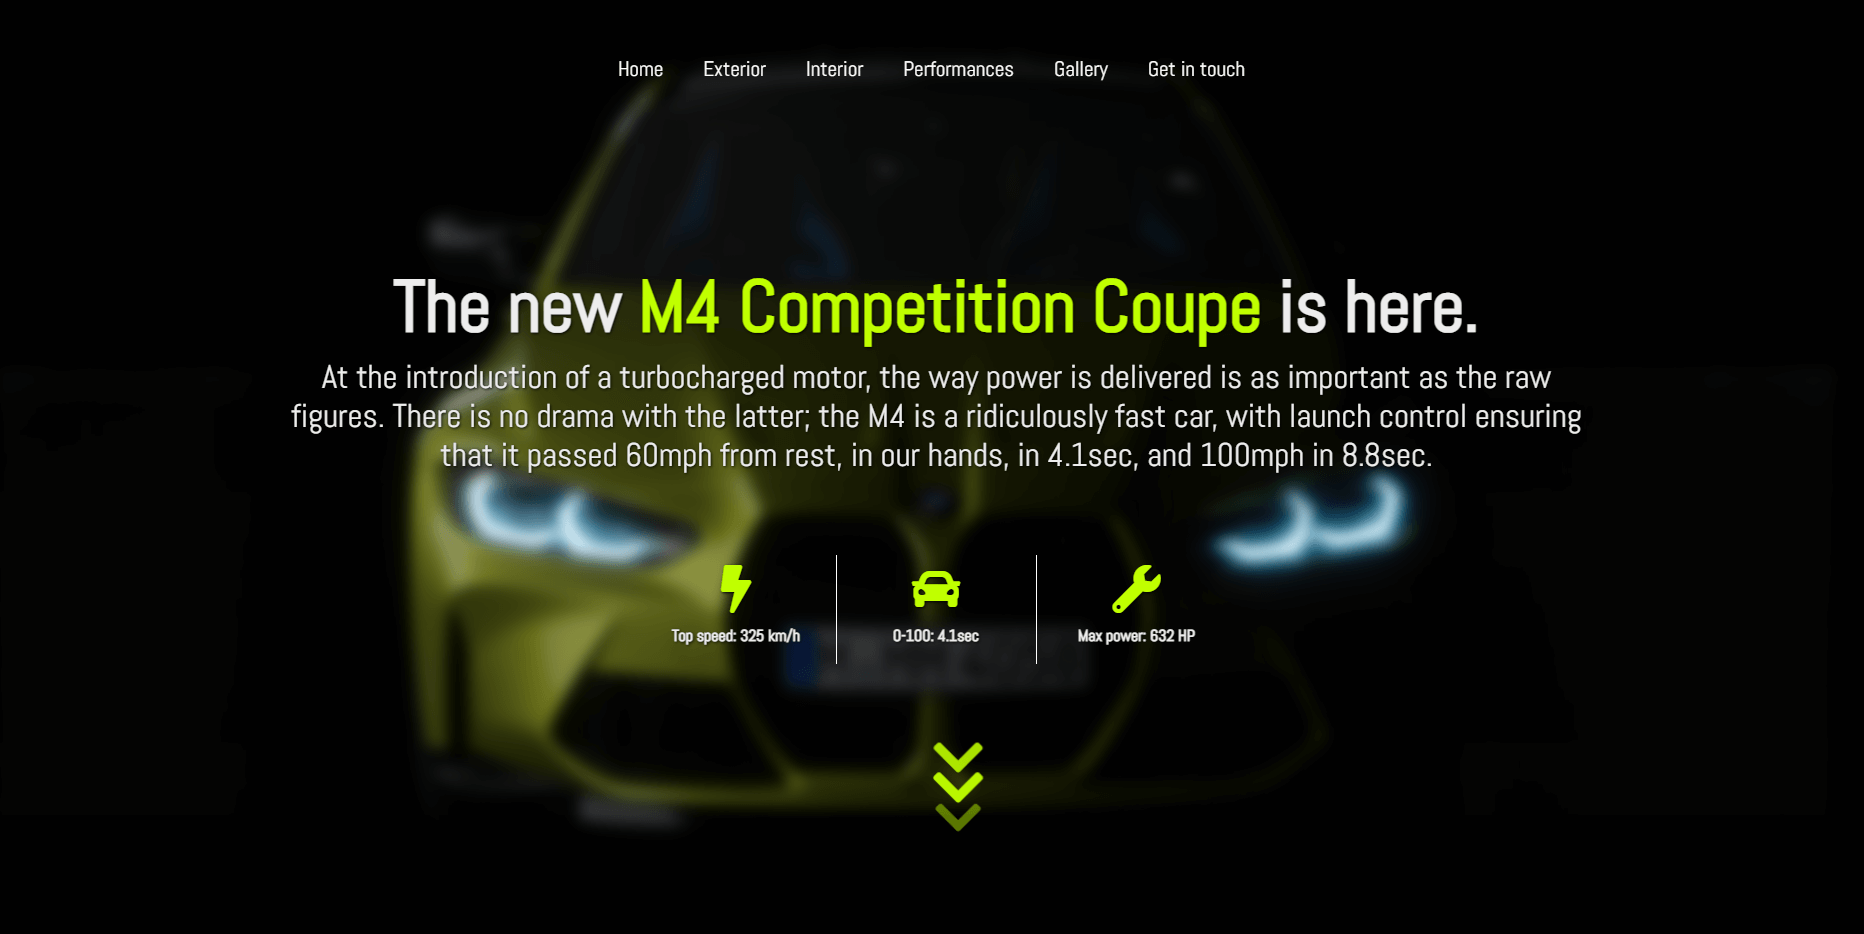 Home Exterior Interior Performances Gallery Get in touch
The new M4 Competition Coupe is here.
At the introduction of a turbocharged motor, the way power is delivered is as important as the raw
figures. There is no drama with the latter; the M4 is a ridiculously fast car, with launch control ensuring
that it passed 60mph from rest, in our hands, in 4.1sec, and 100mph in 8.8sec.
Top speed: 325 km/h
0-100: 4.1sec
Max power: 632 HP